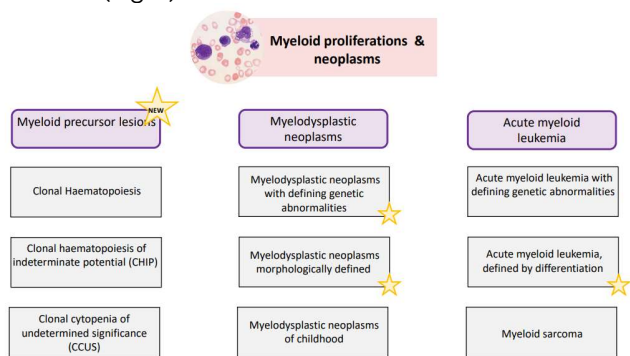 Myeloid proliferations &
neoplasms
NEW
Myeloid precursor lesions
Clonal Haematopoiesis
Clonal haematopoiesis of
indeterminate potential (CHIP)
Clonal cytopenia of
undetermined significance
(CCUS)
Myelodysplastic
neoplasms
Myelodysplastic neoplasms
with defining genetic
abnormalities
Myelodysplastic neoplasms
morphologically defined
Myelodysplastic neoplasms
of childhood
Acute myeloid
leukemia
Acute myeloid leukemia with
defining genetic abnormalities
Acute myeloid leukemia,
defined by differentiation
Myeloid sarcoma